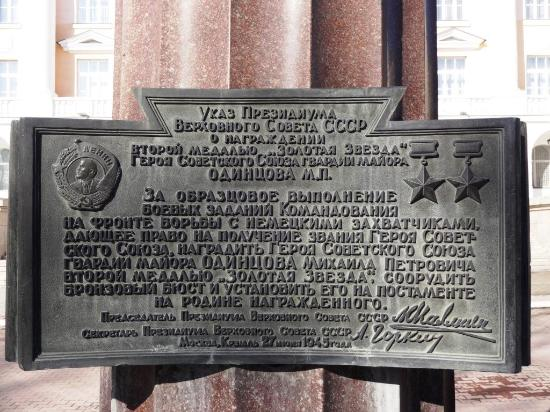 Указ Президиума
Верховного Совета СССР
о награждении
второй медалью „Золотая Звезда”
Героя Советского Союза гвардии майора
ОДИНЦОВА М.П.
За образцовое выполнение
боевых заданий Командования
на фронте борьбы с немецкими захватчиками,
дающее право на получение звания Героя Совет-
ского Союза, наградить Героя Советского Союза
гвардии майора ОДИНЦОВА Михаила Петровича
второй медалью „Золотая Звезда”, соорудить
бронзовый бюст и установить его на постаменте
на родине награжденного.
Председатель Президиума Верховного Совета СССР М Калинин
Секретарь Президиума Верховного Совета СССР А. Горкин
Москва, Кремль 27 июня 1945 года
ЛЕНИН